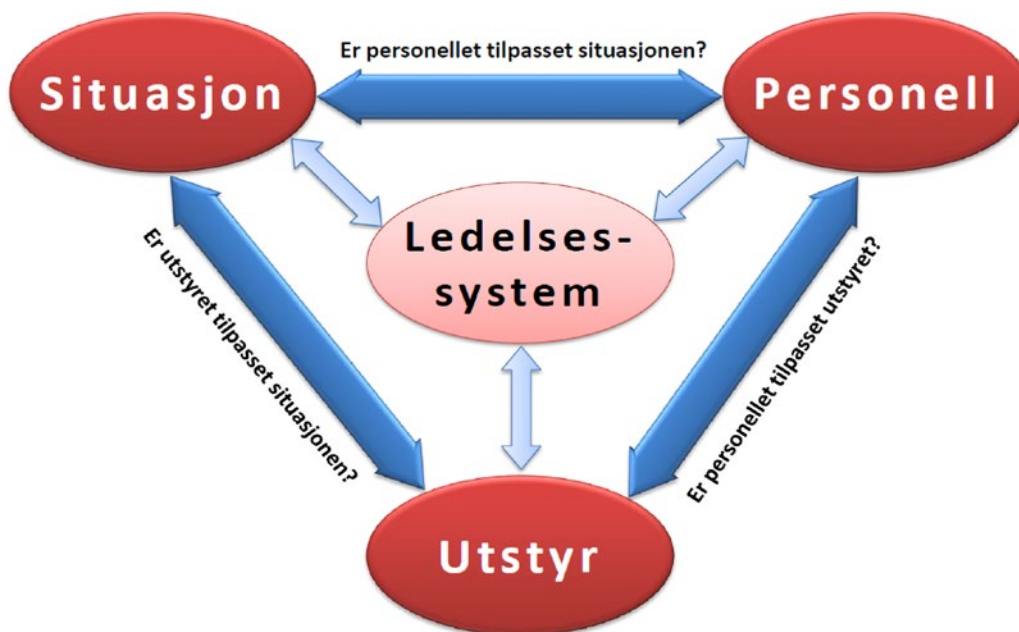 Er personellet tilpasset situasjonen?
Situasjon
Personell
Ledelses-
system
Er utstyret tilpasset situasjonen?
Er personellet tilpasset utstyret?
Utstyr